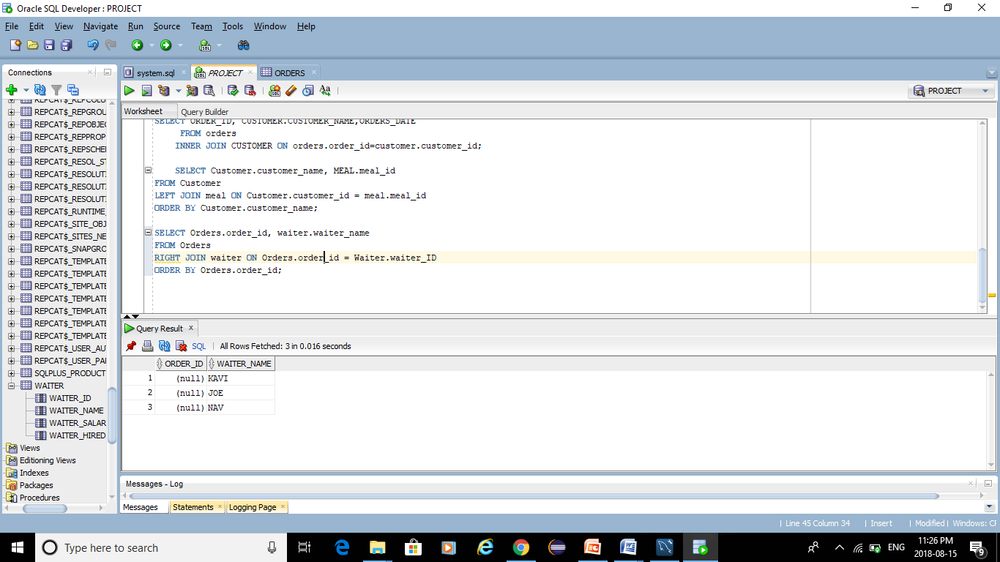 Oracle SQL Developer : PROJECT
File Edit View Navigate Run Source Team Tools Window Help
Connections
system.sql PROJECT ORDERS
PROJECT
Worksheet Query Builder
REPCAT$_REPCOLU
REPCAT$_REPGROU
REPCAT$_REPOBJEC
REPCAT$_REPPROP
REPCAT$_REPSCHE
REPCAT$_RESOL_ST
REPCAT$_RESOLUTI
REPCAT$_RESOLUTI
REPCAT$_RESOLUTI
REPCAT$_RUNTIME_
REPCAT$_SITE_OBJ
REPCAT$_SITES_NE
REPCAT$_SNAPGRO
REPCAT$_TEMPLATE
REPCAT$_TEMPLATE
REPCAT$_TEMPLATE
REPCAT$_TEMPLATE
REPCAT$_TEMPLATE
REPCAT$_TEMPLATE
REPCAT$_TEMPLATE
REPCAT$_USER_AU
REPCAT$_USER_PA
SQLPLUS_PRODUCT
WAITER
WAITER_ID
WAITER_NAME
WAITER_SALAR
WAITER_HIRED
Views
Editioning Views
Indexes
Packages
Procedures
SELECT ORDER_ID, CUSTOMER.CUSTOMER_NAME,ORDERS_DATE
FROM orders
INNER JOIN CUSTOMER ON orders.order_id=customer.customer_id;
SELECT Customer.customer_name, MEAL.meal_id
FROM Customer
LEFT JOIN meal ON Customer.customer_id = meal.meal_id
ORDER BY Customer.customer_name;
SELECT Orders.order_id, waiter.waiter_name
FROM Orders
RIGHT JOIN waiter ON Orders.order_id = Waiter.waiter_ID
ORDER BY Orders.order_id;
Query Result
SQL | All Rows Fetched: 3 in 0.016 seconds
ORDER_ID WAITER_NAME
1 (null) KAVI
2 (null) JOE
3 (null) NAV
Messages - Log
Messages Statements Logging Page
| Line 45 Column 34 | Insert | Modified | Windows: CF
Type here to search
ENG
11:26 PM
2018-08-15
9